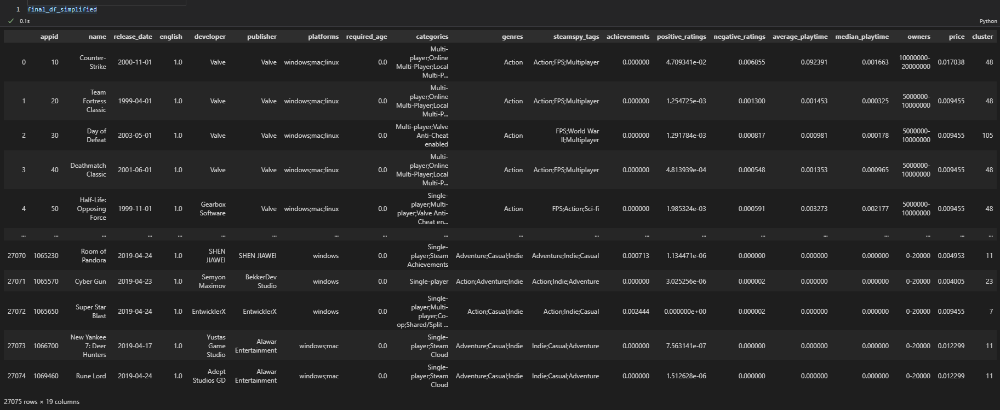 1 final_df_simplified
0.1s
Python
appid name release_date english developer publisher platforms required_age categories genres steamspy_tags achievements positive_ratings negative_ratings average_playtime median_playtime owners price cluster
0 10 Counter-Strike 2000-11-01 1.0 Valve Valve windows;mac;linux 0.0 Multi-player;Online Multi-Player;Local Multi-P... Action Action;FPS;Multiplayer 0.000000 4.709341e-02 0.006855 0.092391 0.001663 10000000-20000000 0.017038 48
1 20 Team Fortress Classic 1999-04-01 1.0 Valve Valve windows;mac;linux 0.0 Multi-player;Online Multi-Player;Local Multi-P... Action Action;FPS;Multiplayer 0.000000 1.254725e-03 0.001300 0.001453 0.000325 5000000-10000000 0.009455 48
2 30 Day of Defeat 2003-05-01 1.0 Valve Valve windows;mac;linux 0.0 Multi-player;Valve Anti-Cheat enabled Action FPS;World War II;Multiplayer 0.000000 1.291784e-03 0.000817 0.000981 0.000178 5000000-10000000 0.009455 105
3 40 Deathmatch Classic 2001-06-01 1.0 Valve Valve windows;mac;linux 0.0 Multi-player;Online Multi-Player;Local Multi-P... Action Action;FPS;Multiplayer 0.000000 4.813939e-04 0.000548 0.001353 0.000965 5000000-10000000 0.009455 48
4 50 Half-Life: Opposing Force 1999-11-01 1.0 Gearbox Software Valve windows;mac;linux 0.0 Single-player;Multi-player;Valve Anti-Cheat en... Action FPS;Action;Sci-fi 0.000000 1.985324e-03 0.000591 0.003273 0.002177 5000000-10000000 0.009455 48
... ... ... ... ... ... ... ... ... ... ... ... ... ... ... ... ... ... ... ...
27070 1065230 Room of Pandora 2019-04-24 1.0 SHEN JIAWEI SHEN JIAWEI windows 0.0 Single-player;Steam Achievements Adventure;Casual;Indie Adventure;Indie;Casual 0.000713 1.134471e-06 0.000000 0.000000 0.000000 0-20000 0.004953 11
27071 1065570 Cyber Gun 2019-04-23 1.0 Semyon Maximov BekkerDev Studio windows 0.0 Single-player Action;Adventure;Indie Action;Indie;Adventure 0.000000 3.025256e-06 0.000002 0.000000 0.000000 0-20000 0.004005 23
27072 1065650 Super Star Blast 2019-04-24 1.0 EntwicklerX EntwicklerX windows 0.0 Single-player;Multi-player;Co-op;Shared/Split ... Action;Casual;Indie Action;Indie;Casual 0.002444 0.000000e+00 0.000002 0.000000 0.000000 0-20000 0.009455 7
27073 1066700 New Yankee 7: Deer Hunters 2019-04-17 1.0 Yustas Game Studio Alawar Entertainment windows;mac 0.0 Single-player;Steam Cloud Adventure;Casual;Indie Indie;Casual;Adventure 0.000000 7.563141e-07 0.000000 0.000000 0.000000 0-20000 0.012299 11
27074 1069460 Rune Lord 2019-04-24 1.0 Adept Studios GD Alawar Entertainment windows;mac 0.0 Single-player;Steam Cloud Adventure;Casual;Indie Indie;Casual;Adventure 0.000000 1.512628e-06 0.000000 0.000000 0.000000 0-20000 0.012299 11
27075 rows × 19 columns